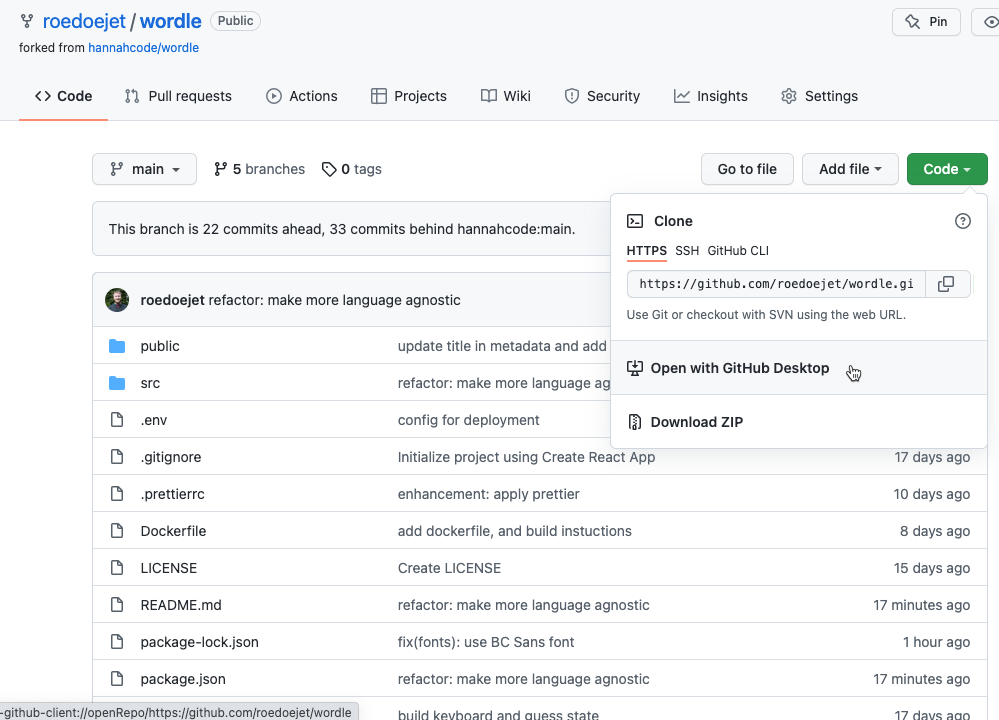 roedoejet / wordle Public
Pin
forked from hannahcode/wordle
Code Pull requests Actions Projects Wiki Security Insights Settings
main 5 branches 0 tags Go to file Add file Code
Clone
This branch is 22 commits ahead, 33 commits behind hannahcode:main.
HTTPS SSH GitHub CLI
https://github.com/roedoejet/wordle.gi
Use Git or checkout with SVN using the web URL.
Open with GitHub Desktop
Download ZIP
roedoejet refactor: make more language agnostic
public update title in metadata and add
src refactor: make more language ag
.env config for deployment
.gitignore Initialize project using Create React App 17 days ago
.prettierrc enhancement: apply prettier 10 days ago
Dockerfile add dockerfile, and build instuctions 8 days ago
LICENSE Create LICENSE 15 days ago
README.md refactor: make more language agnostic 17 minutes ago
package-lock.json fix(fonts): use BC Sans font 1 hour ago
package.json refactor: make more language agnostic 17 minutes ago
build keyboard and guess state 17 days ago
-github-client://openRepo/https://github.com/roedoejet/wordle